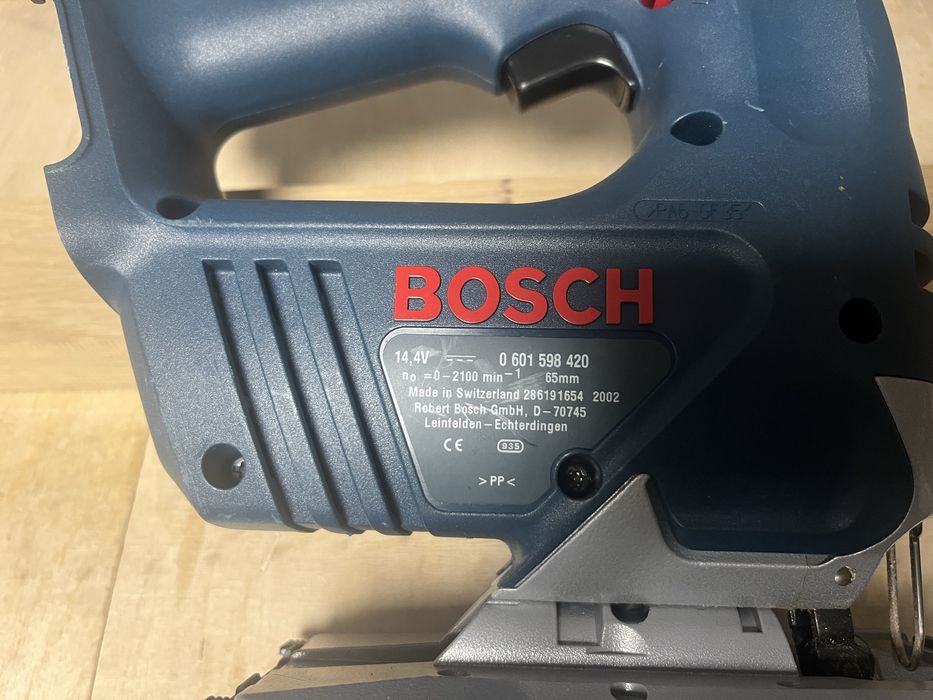 >PA6-GF35<
BOSCH
14,4V 0 601 598 420
n₀ =0–2100 min⁻¹ 65mm
Made in Switzerland 286191654 2002
Robert Bosch GmbH, D–70745
Leinfelden–Echterdingen
CE 935
>PP<